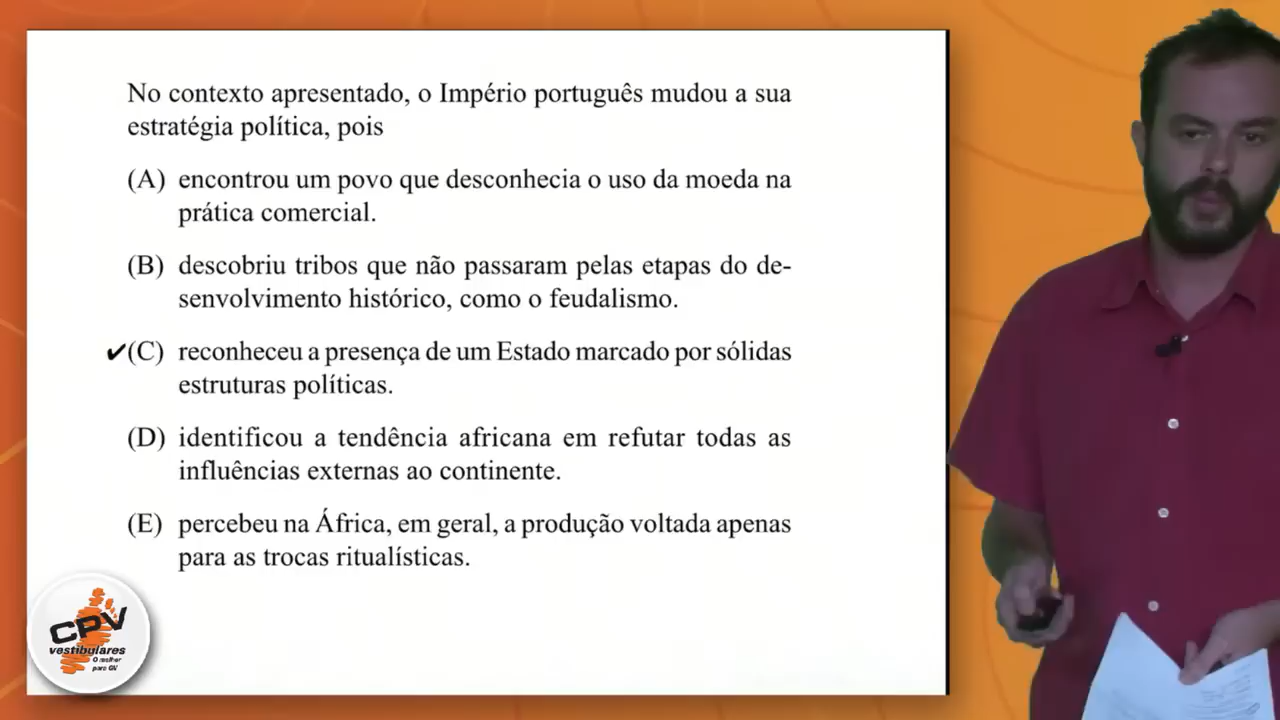 No contexto apresentado, o Império português mudou a sua
estratégia política, pois
(A) encontrou um povo que desconhecia o uso da moeda na
prática comercial.
(B) descobriu tribos que não passaram pelas etapas do de-
senvolvimento histórico, como o feudalismo.
✔(C) reconheceu a presença de um Estado marcado por sólidas
estruturas políticas.
(D) identificou a tendência africana em refutar todas as
influências externas ao continente.
(E) percebeu na África, em geral, a produção voltada apenas
para as trocas ritualísticas.
CPV
vestibulares
O melhor
para GV